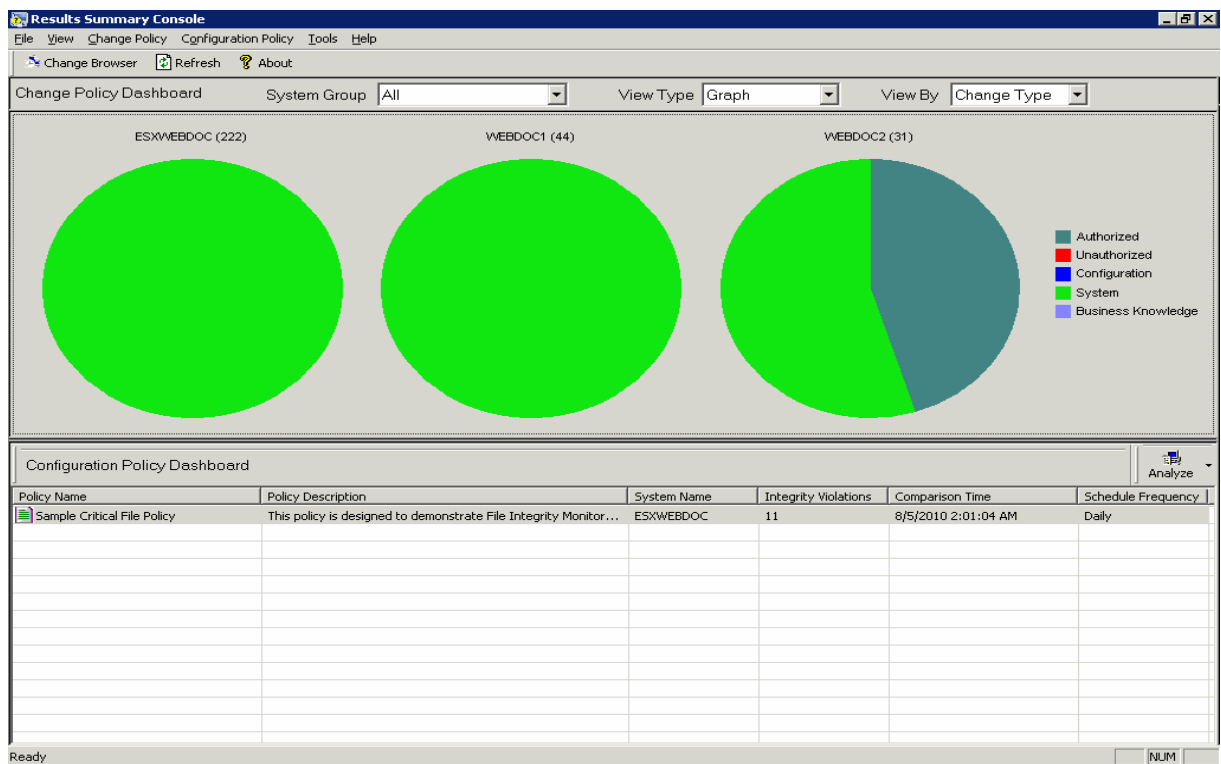 Results Summary Console
File View Change Policy Configuration Policy Tools Help
Change Browser Refresh About
Change Policy Dashboard System Group All View Type Graph View By Change Type
ESXWEBDOC (222) WEBDOC1 (44) WEBDOC2 (31)
Authorized
Unauthorized
Configuration
System
Business Knowledge
Configuration Policy Dashboard
Analyze
Policy Name Policy Description System Name Integrity Violations Comparison Time Schedule Frequency
Sample Critical File Policy This policy is designed to demonstrate File Integrity Monitor... ESXWEBDOC 11 8/5/2010 2:01:04 AM Daily
Ready NUM